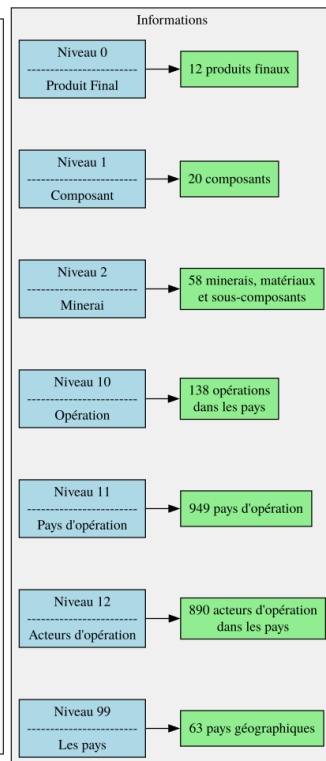 Informations
Niveau 0
--------------------
Produit Final
12 produits finaux
Niveau 1
--------------------
Composant
20 composants
Niveau 2
--------------------
Minerai
58 minerais, matériaux
et sous-composants
Niveau 10
--------------------
Opération
138 opérations
dans les pays
Niveau 11
--------------------
Pays d'opération
949 pays d'opération
Niveau 12
--------------------
Acteurs d'opération
890 acteurs d'opération
dans les pays
Niveau 99
--------------------
Les pays
63 pays géographiques